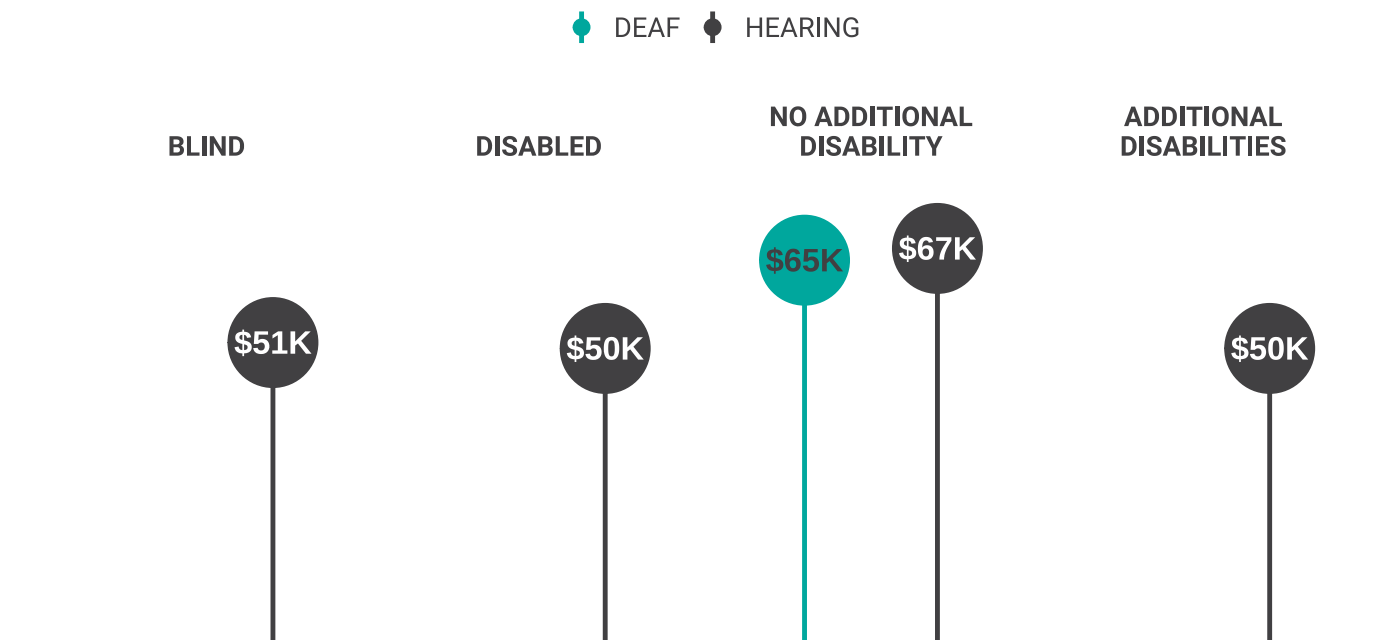 DEAF HEARING
BLIND
DISABLED
NO ADDITIONAL
DISABILITY
ADDITIONAL
DISABILITIES
$51K
$50K
$65K
$67K
$50K